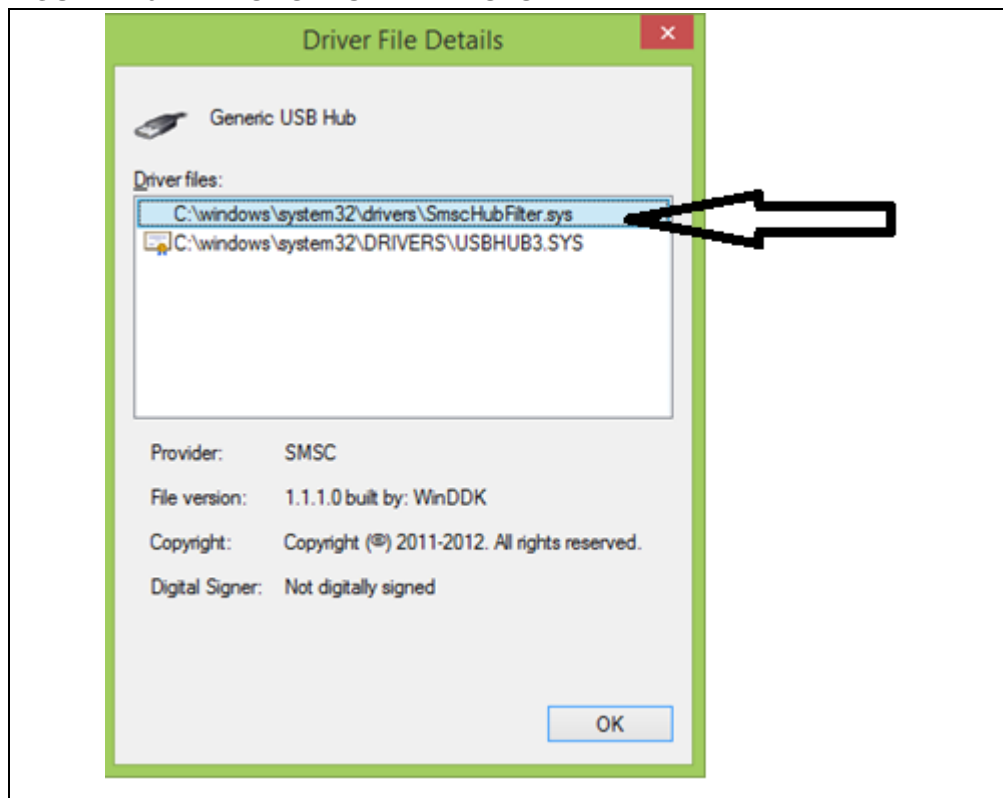 Driver File Details
Generic USB Hub
Driver files:
C:\windows\system32\drivers\SmscHubFilter.sys
C:\windows\system32\DRIVERS\USBHUB3.SYS
Provider: SMSC
File version: 1.1.1.0 built by: WinDDK
Copyright: Copyright (©) 2011-2012. All rights reserved.
Digital Signer: Not digitally signed
OK